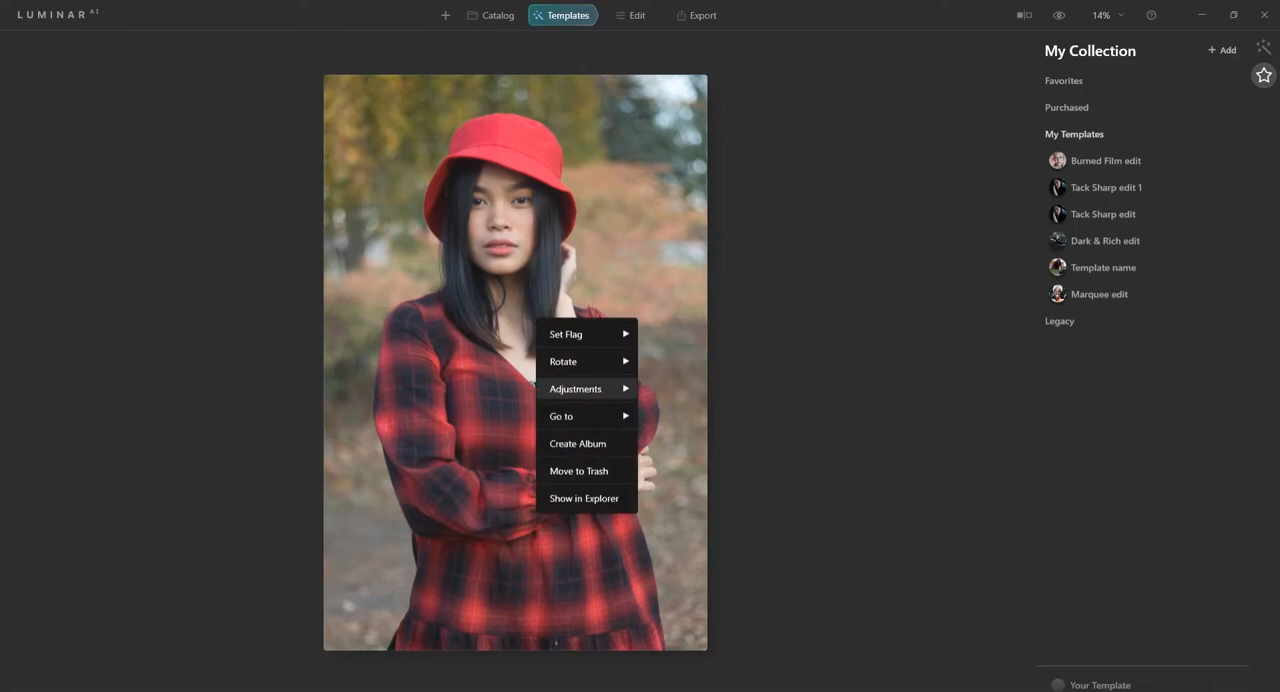 LUMINAR AI
Catalog
Templates
Edit
Export
14%
My Collection
Add
Favorites
Purchased
My Templates
Burned Film edit
Tack Sharp edit 1
Tack Sharp edit
Dark & Rich edit
Template name
Marquee edit
Legacy
Set Flag
Rotate
Adjustments
Go to
Create Album
Move to Trash
Show in Explorer
Your Template